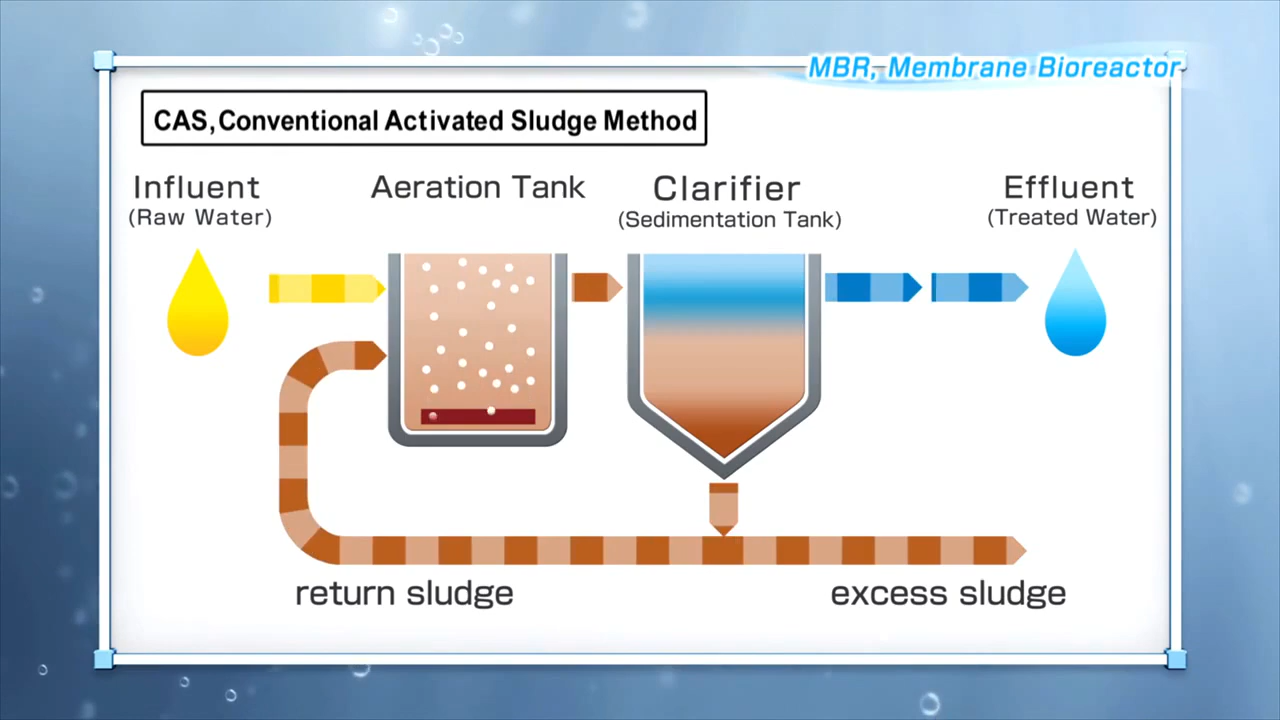 MBR, Membrane Bioreactor
CAS, Conventional Activated Sludge Method
Influent
(Raw Water)
Aeration Tank
Clarifier
(Sedimentation Tank)
Effluent
(Treated Water)
return sludge
excess sludge